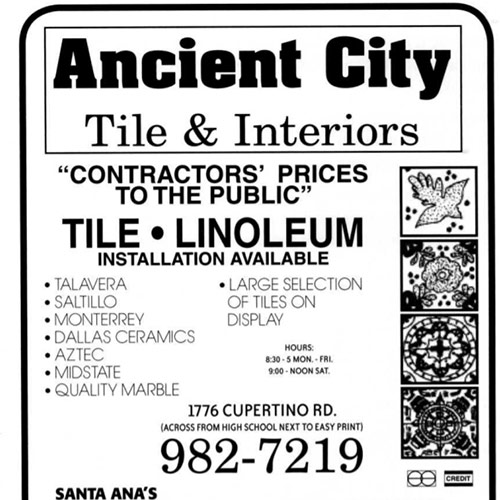 Ancient City
Tile & Interiors
"CONTRACTORS' PRICES
TO THE PUBLIC"
TILE • LINOLEUM
INSTALLATION AVAILABLE
• TALAVERA
• SALTILLO
• MONTERREY
• DALLAS CERAMICS
• AZTEC
• MIDSTATE
• QUALITY MARBLE
• LARGE SELECTION
OF TILES ON
DISPLAY
HOURS:
8:30 - 5 MON. - FRI.
9:00 - NOON SAT.
1776 CUPERTINO RD.
(ACROSS FROM HIGH SCHOOL NEXT TO EASY PRINT)
982-7219
CREDIT
SANTA ANA'S